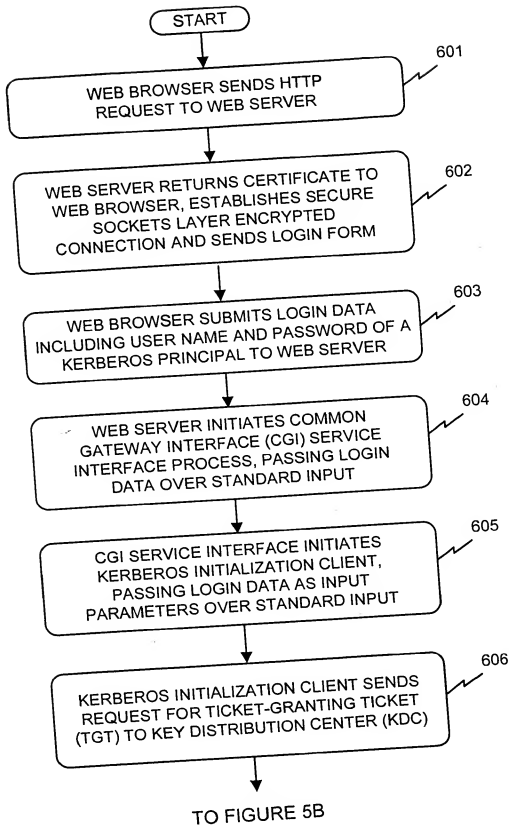 START
WEB BROWSER SENDS HTTP
REQUEST TO WEB SERVER
601
WEB SERVER RETURNS CERTIFICATE TO
WEB BROWSER, ESTABLISHES SECURE
SOCKETS LAYER ENCRYPTED
CONNECTION AND SENDS LOGIN FORM
602
WEB BROWSER SUBMITS LOGIN DATA
INCLUDING USER NAME AND PASSWORD OF A
KERBEROS PRINCIPAL TO WEB SERVER
603
WEB SERVER INITIATES COMMON
GATEWAY INTERFACE (CGI) SERVICE
INTERFACE PROCESS, PASSING LOGIN
DATA OVER STANDARD INPUT
604
CGI SERVICE INTERFACE INITIATES
KERBEROS INITIALIZATION CLIENT,
PASSING LOGIN DATA AS INPUT
PARAMETERS OVER STANDARD INPUT
605
KERBEROS INITIALIZATION CLIENT SENDS
REQUEST FOR TICKET-GRANTING TICKET
(TGT) TO KEY DISTRIBUTION CENTER (KDC)
606
TO FIGURE 5B